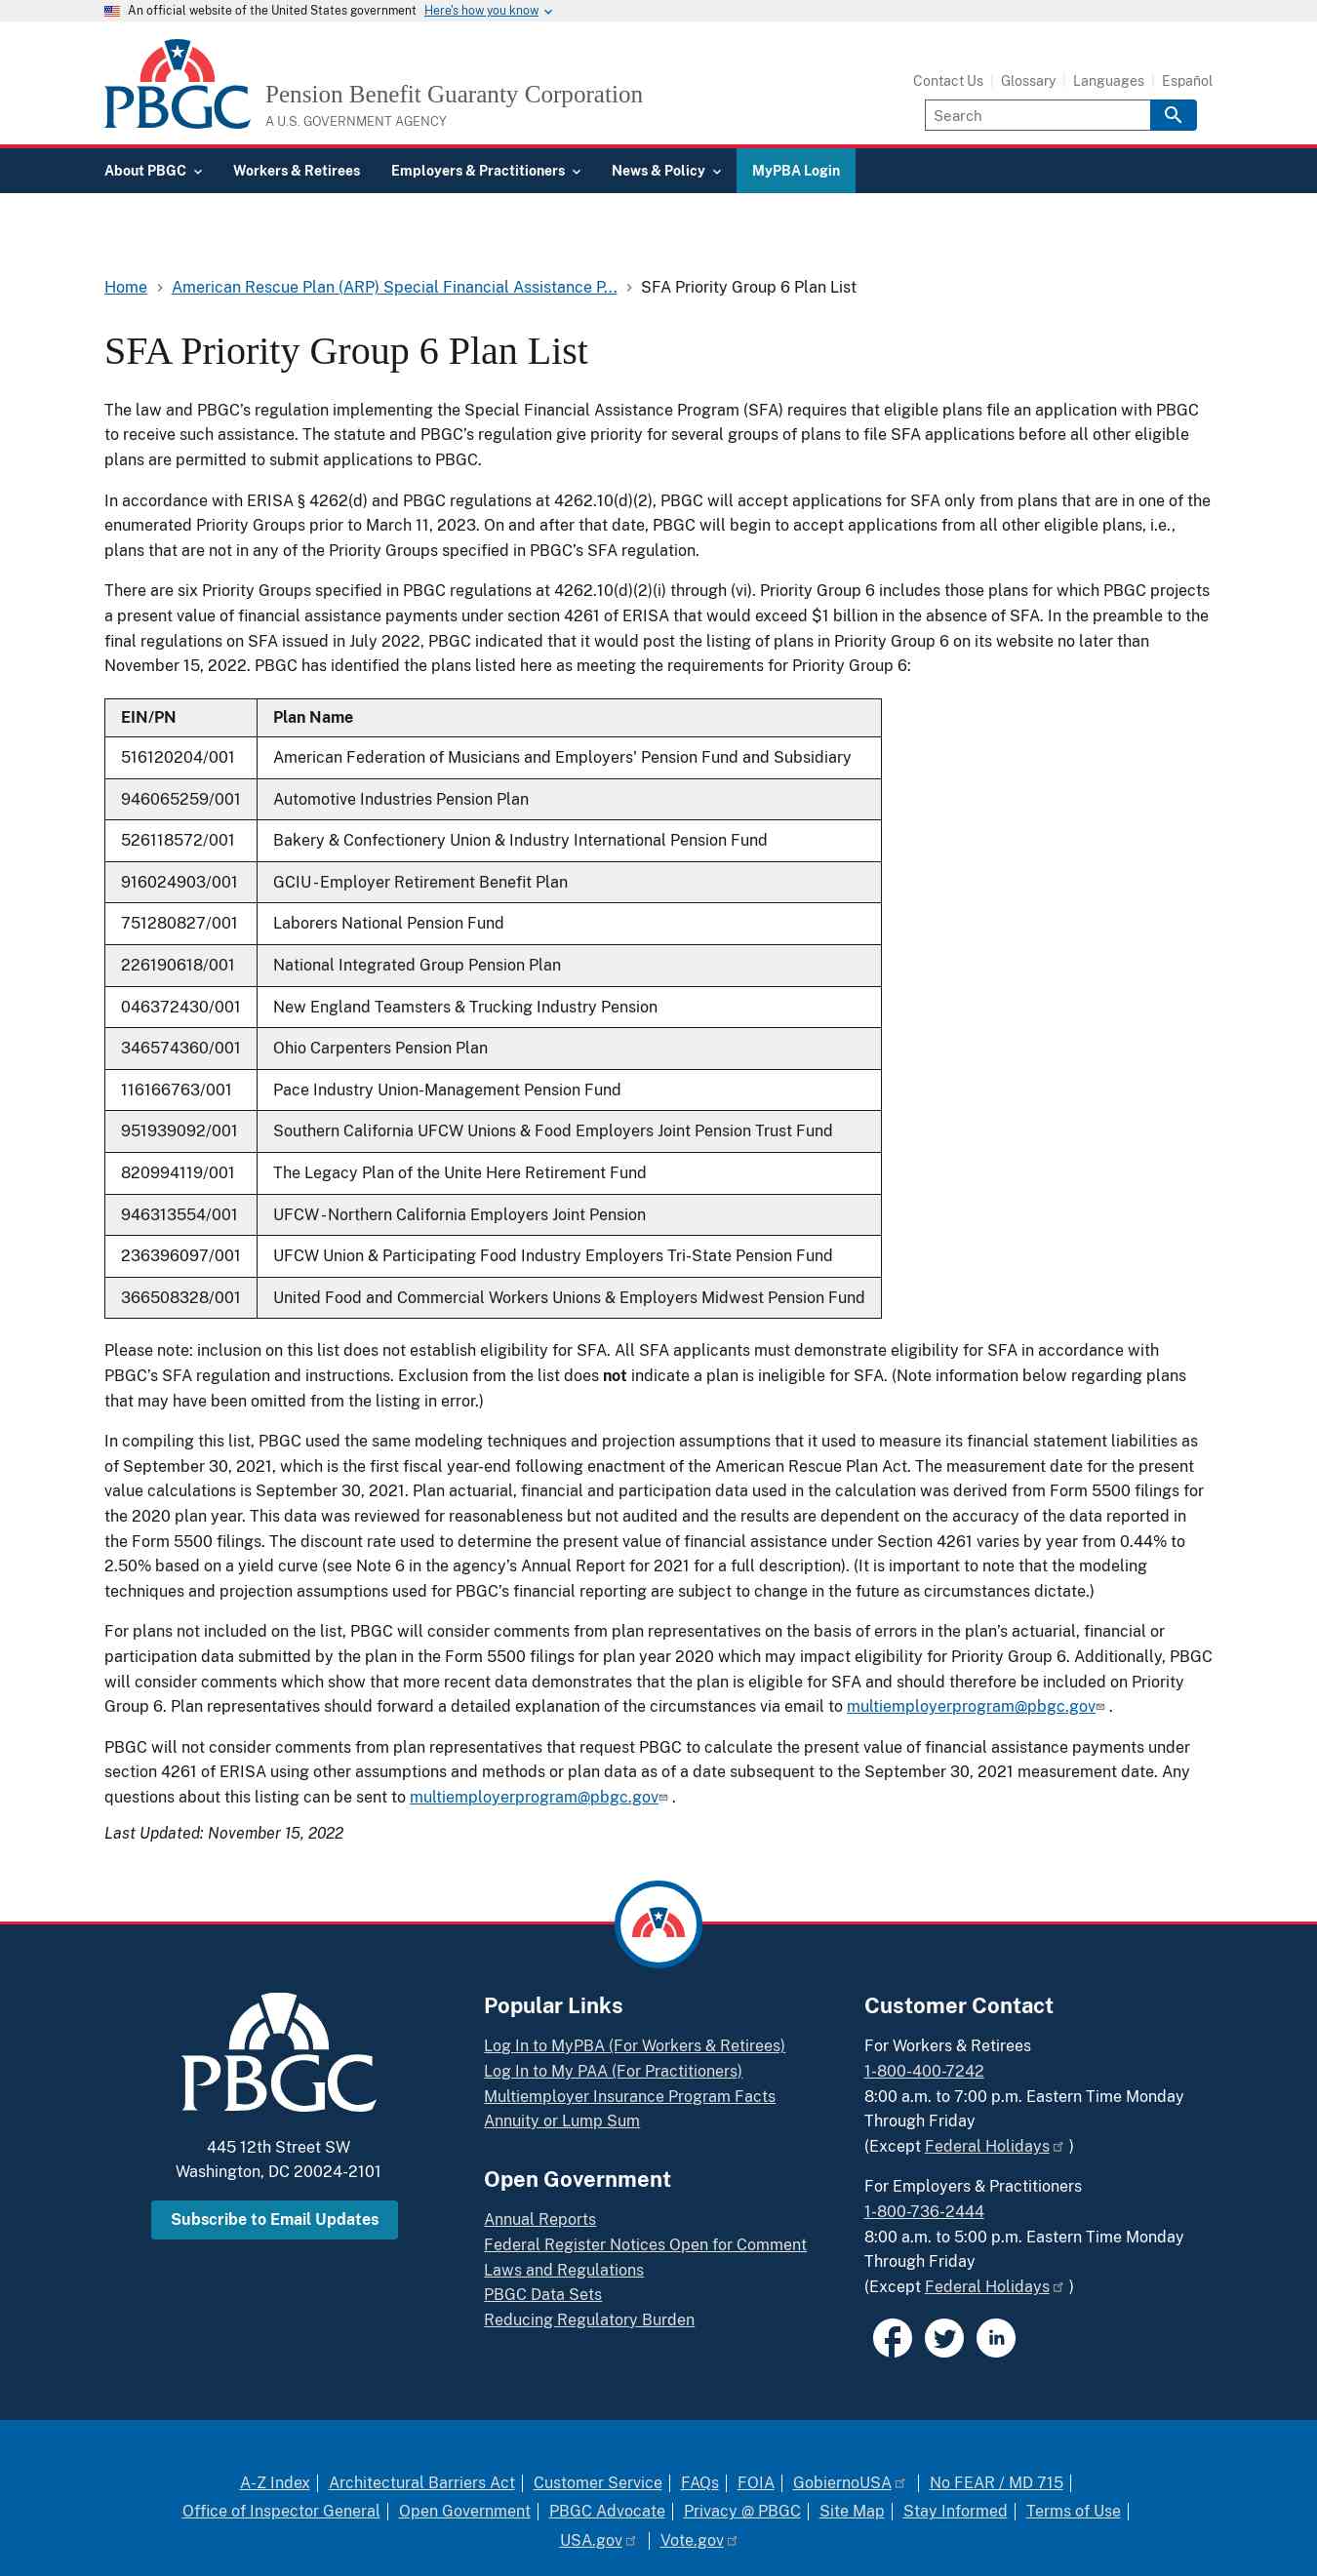 An official website of the United States government Here's how you know
PBGC
Pension Benefit Guaranty Corporation
A U.S. GOVERNMENT AGENCY
Contact Us Glossary Languages Español
Search
About PBGC Workers & Retirees Employers & Practitioners News & Policy MyPBA Login
Home American Rescue Plan (ARP) Special Financial Assistance P... SFA Priority Group 6 Plan List
SFA Priority Group 6 Plan List
The law and PBGC’s regulation implementing the Special Financial Assistance Program (SFA) requires that eligible plans file an application with PBGC
to receive such assistance. The statute and PBGC’s regulation give priority for several groups of plans to file SFA applications before all other eligible
plans are permitted to submit applications to PBGC.
In accordance with ERISA § 4262(d) and PBGC regulations at 4262.10(d)(2), PBGC will accept applications for SFA only from plans that are in one of the
enumerated Priority Groups prior to March 11, 2023. On and after that date, PBGC will begin to accept applications from all other eligible plans, i.e.,
plans that are not in any of the Priority Groups specified in PBGC’s SFA regulation.
There are six Priority Groups specified in PBGC regulations at 4262.10(d)(2)(i) through (vi). Priority Group 6 includes those plans for which PBGC projects
a present value of financial assistance payments under section 4261 of ERISA that would exceed $1 billion in the absence of SFA. In the preamble to the
final regulations on SFA issued in July 2022, PBGC indicated that it would post the listing of plans in Priority Group 6 on its website no later than
November 15, 2022. PBGC has identified the plans listed here as meeting the requirements for Priority Group 6:
EIN/PN Plan Name
516120204/001 American Federation of Musicians and Employers' Pension Fund and Subsidiary
946065259/001 Automotive Industries Pension Plan
526118572/001 Bakery & Confectionery Union & Industry International Pension Fund
916024903/001 GCIU - Employer Retirement Benefit Plan
751280827/001 Laborers National Pension Fund
226190618/001 National Integrated Group Pension Plan
046372430/001 New England Teamsters & Trucking Industry Pension
346574360/001 Ohio Carpenters Pension Plan
116166763/001 Pace Industry Union-Management Pension Fund
951939092/001 Southern California UFCW Unions & Food Employers Joint Pension Trust Fund
820994119/001 The Legacy Plan of the Unite Here Retirement Fund
946313554/001 UFCW - Northern California Employers Joint Pension
236396097/001 UFCW Union & Participating Food Industry Employers Tri-State Pension Fund
366508328/001 United Food and Commercial Workers Unions & Employers Midwest Pension Fund
Please note: inclusion on this list does not establish eligibility for SFA. All SFA applicants must demonstrate eligibility for SFA in accordance with
PBGC’s SFA regulation and instructions. Exclusion from the list does not indicate a plan is ineligible for SFA. (Note information below regarding plans
that may have been omitted from the listing in error.)
In compiling this list, PBGC used the same modeling techniques and projection assumptions that it used to measure its financial statement liabilities as
of September 30, 2021, which is the first fiscal year-end following enactment of the American Rescue Plan Act. The measurement date for the present
value calculations is September 30, 2021. Plan actuarial, financial and participation data used in the calculation was derived from Form 5500 filings for
the 2020 plan year. This data was reviewed for reasonableness but not audited and the results are dependent on the accuracy of the data reported in
the Form 5500 filings. The discount rate used to determine the present value of financial assistance under Section 4261 varies by year from 0.44% to
2.50% based on a yield curve (see Note 6 in the agency’s Annual Report for 2021 for a full description). (It is important to note that the modeling
techniques and projection assumptions used for PBGC’s financial reporting are subject to change in the future as circumstances dictate.)
For plans not included on the list, PBGC will consider comments from plan representatives on the basis of errors in the plan’s actuarial, financial or
participation data submitted by the plan in the Form 5500 filings for plan year 2020 which may impact eligibility for Priority Group 6. Additionally, PBGC
will consider comments which show that more recent data demonstrates that the plan is eligible for SFA and should therefore be included on Priority
Group 6. Plan representatives should forward a detailed explanation of the circumstances via email to multiemployerprogram@pbgc.gov .
PBGC will not consider comments from plan representatives that request PBGC to calculate the present value of financial assistance payments under
section 4261 of ERISA using other assumptions and methods or plan data as of a date subsequent to the September 30, 2021 measurement date. Any
questions about this listing can be sent to multiemployerprogram@pbgc.gov .
Last Updated: November 15, 2022
PBGC
445 12th Street SW
Washington, DC 20024-2101
Subscribe to Email Updates
Popular Links
Log In to MyPBA (For Workers & Retirees)
Log In to My PAA (For Practitioners)
Multiemployer Insurance Program Facts
Annuity or Lump Sum
Open Government
Annual Reports
Federal Register Notices Open for Comment
Laws and Regulations
PBGC Data Sets
Reducing Regulatory Burden
Customer Contact
For Workers & Retirees
1-800-400-7242
8:00 a.m. to 7:00 p.m. Eastern Time Monday
Through Friday
(Except Federal Holidays )
For Employers & Practitioners
1-800-736-2444
8:00 a.m. to 5:00 p.m. Eastern Time Monday
Through Friday
(Except Federal Holidays )
in
A-Z Index Architectural Barriers Act Customer Service FAQs FOIA GobiernoUSA No FEAR / MD 715
Office of Inspector General Open Government PBGC Advocate Privacy @ PBGC Site Map Stay Informed Terms of Use
USA.gov Vote.gov